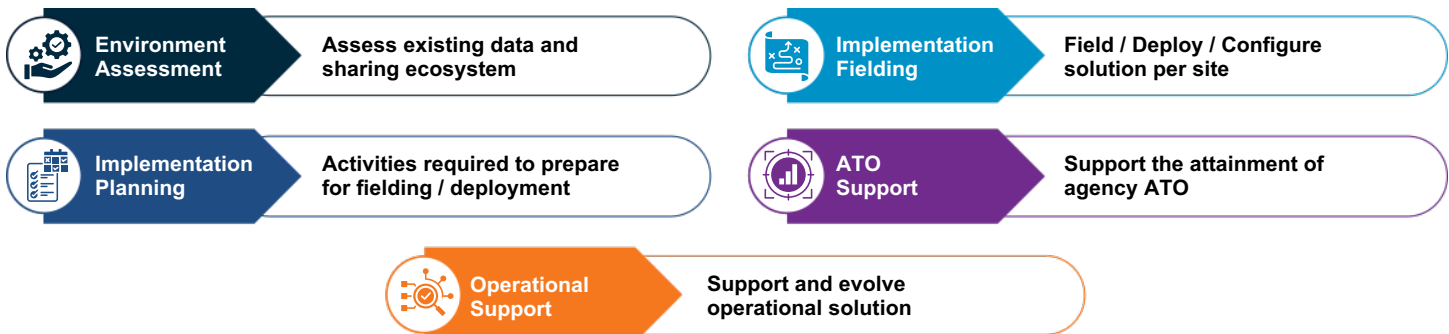 Environment
Assessment
Assess existing data and
sharing ecosystem
Implementation
Fielding
Field / Deploy / Configure
solution per site
Implementation
Planning
Activities required to prepare
for fielding / deployment
ATO
Support
Support the attainment of
agency ATO
Operational
Support
Support and evolve
operational solution